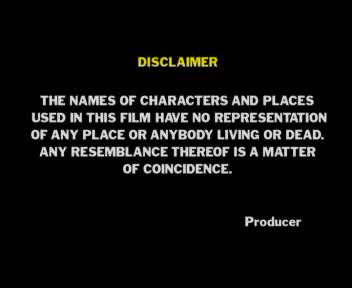 DISCLAIMER
THE NAMES OF CHARACTERS AND PLACES
USED IN THIS FILM HAVE NO REPRESENTATION
OF ANY PLACE OR ANYBODY LIVING OR DEAD.
ANY RESEMBLANCE THEREOF IS A MATTER
OF COINCIDENCE.
Producer